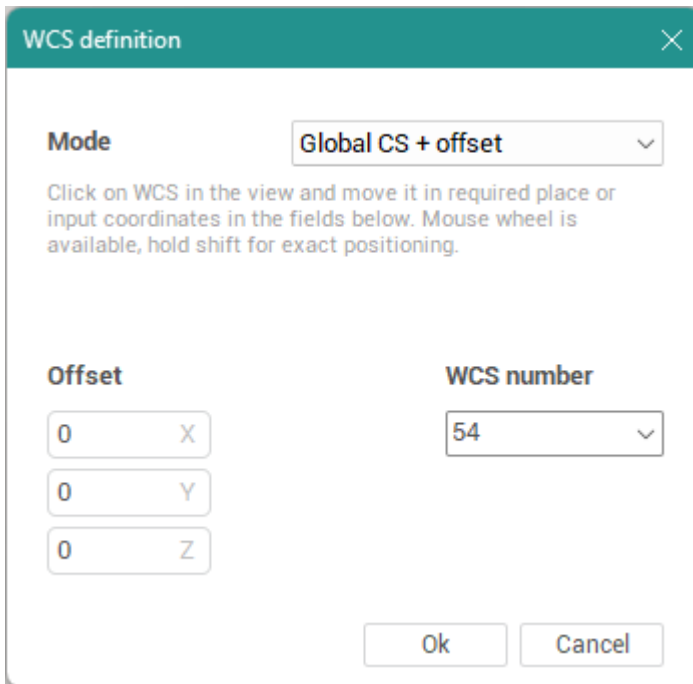 WCS definition
Mode
Global CS + offset
Click on WCS in the view and move it in required place or
input coordinates in the fields below. Mouse wheel is
available, hold shift for exact positioning.
Offset
WCS number
0 X
54
0 Y
0 Z
Ok
Cancel